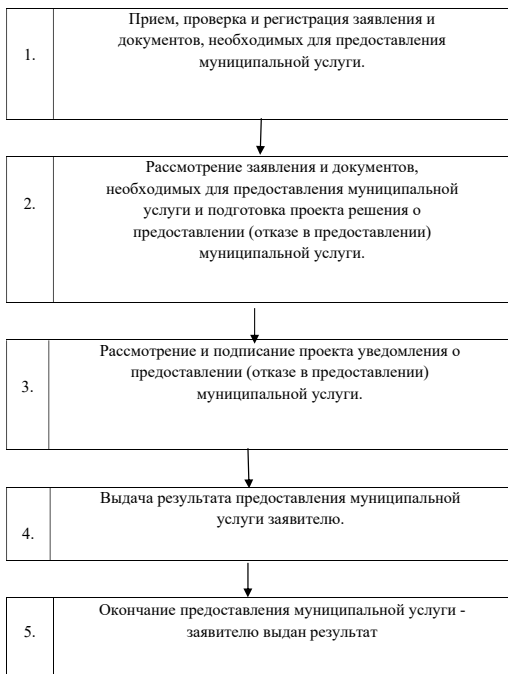 Прием, проверка и регистрация заявления и
документов, необходимых для предоставления
1.
муниципальной услуги.
Рассмотрение заявления и документов,
необходимых для предоставления муниципальной
2.
услуги и подготовка проекта решения о
предоставлении (отказе в предоставлении)
муниципальной услуги.
Рассмотрение и подписание проекта уведомления о
предоставлении (отказе в предоставлении)
3.
муниципальной услуги.
Выдача результата предоставления муниципальной
услуги заявителю.
4.
Окончание предоставления муниципальной услуги -
5.
заявителю выдан результат